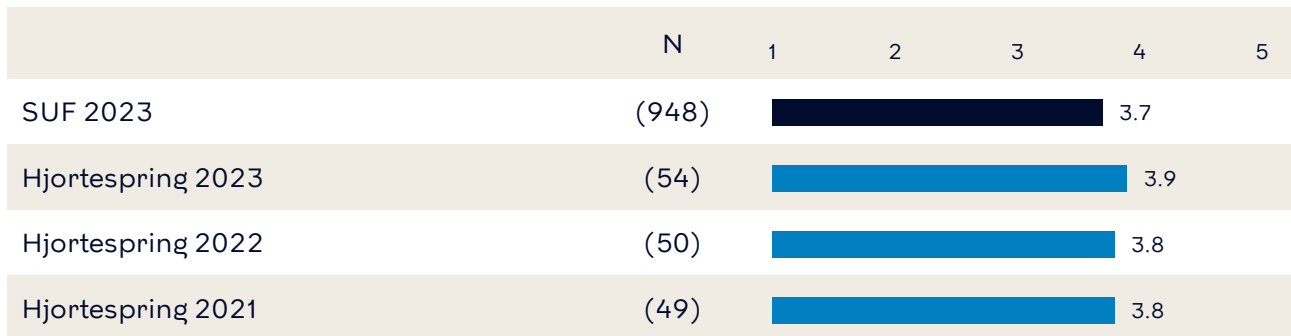 N 1 2 3 4 5
SUF 2023 (948) 3.7
Hjortespring 2023 (54) 3.9
Hjortespring 2022 (50) 3.8
Hjortespring 2021 (49) 3.8